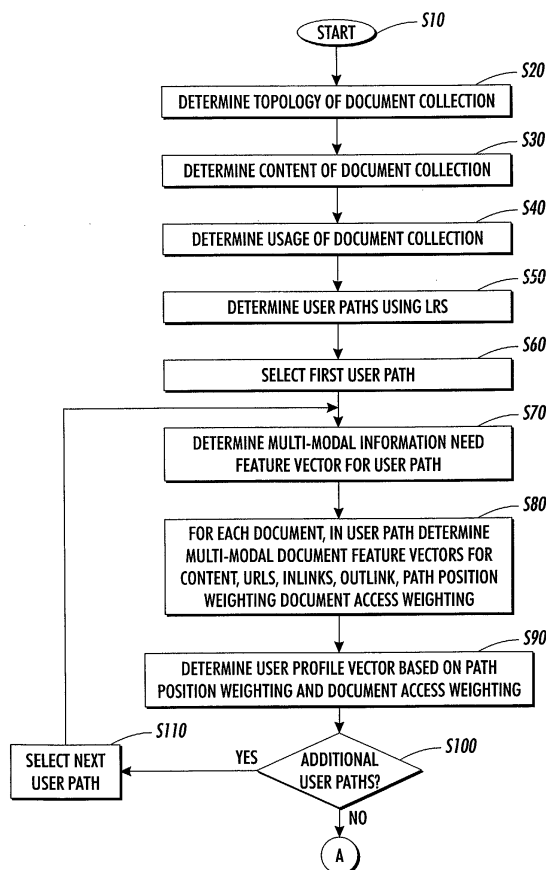 START
S10
S20
DETERMINE TOPOLOGY OF DOCUMENT COLLECTION
S30
DETERMINE CONTENT OF DOCUMENT COLLECTION
S40
DETERMINE USAGE OF DOCUMENT COLLECTION
S50
DETERMINE USER PATHS USING LRS
S60
SELECT FIRST USER PATH
S70
DETERMINE MULTI-MODAL INFORMATION NEED
FEATURE VECTOR FOR USER PATH
S80
FOR EACH DOCUMENT, IN USER PATH DETERMINE
MULTI-MODAL DOCUMENT FEATURE VECTORS FOR
CONTENT, URLS, INLINKS, OUTLINK, PATH POSITION
WEIGHTING DOCUMENT ACCESS WEIGHTING
S90
DETERMINE USER PROFILE VECTOR BASED ON PATH
POSITION WEIGHTING AND DOCUMENT ACCESS WEIGHTING
S110
SELECT NEXT
USER PATH
YES
S100
ADDITIONAL
USER PATHS?
NO
A